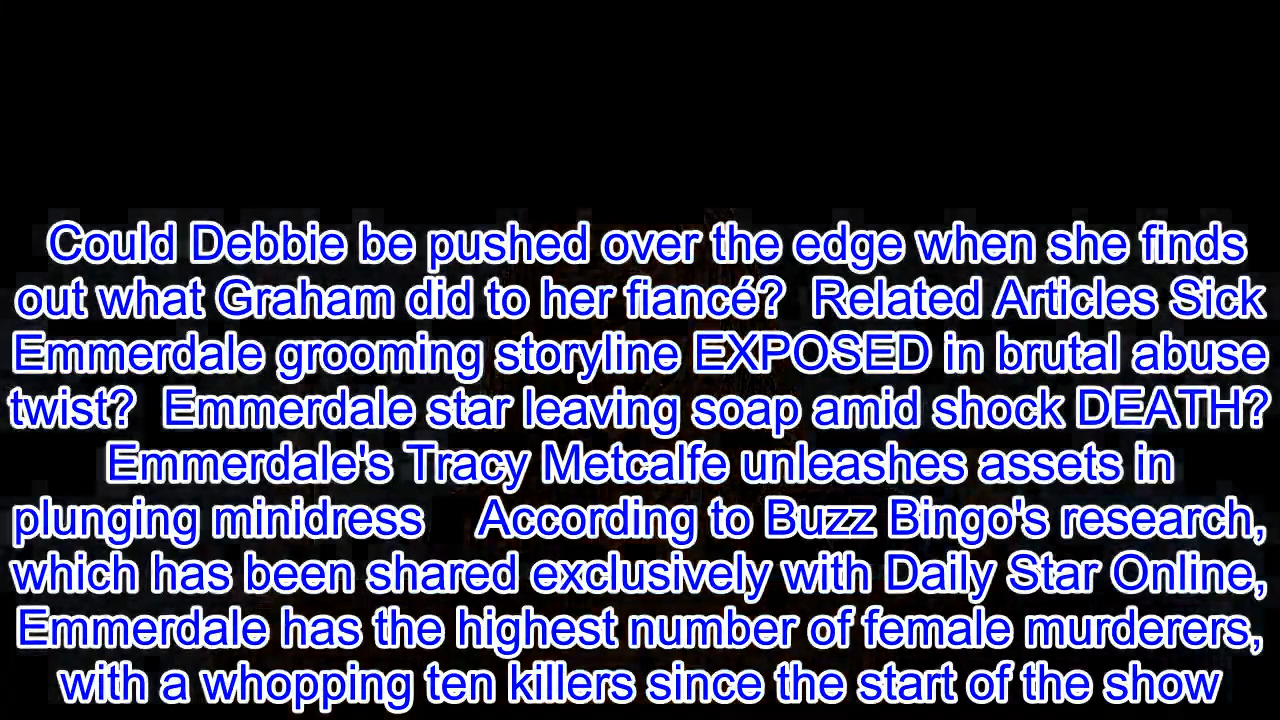 Could Debbie be pushed over the edge when she finds
out what Graham did to her fiancé?  Related Articles Sick
Emmerdale grooming storyline EXPOSED in brutal abuse
twist?  Emmerdale star leaving soap amid shock DEATH?
Emmerdale's Tracy Metcalfe unleashes assets in
plunging minidress    According to Buzz Bingo's research,
which has been shared exclusively with Daily Star Online,
Emmerdale has the highest number of female murderers,
with a whopping ten killers since the start of the show